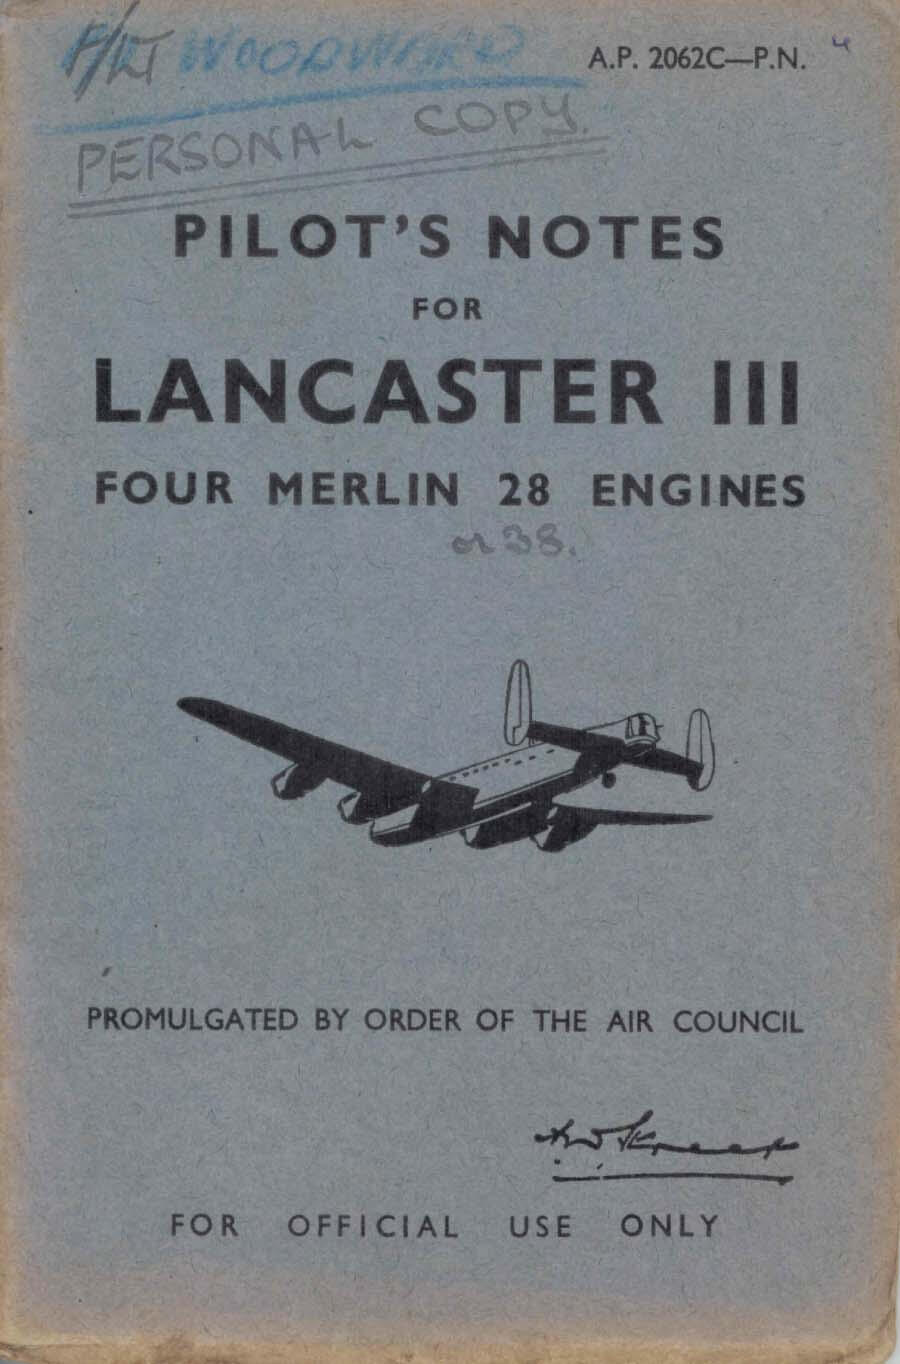 F/LT WOODWARD
A.P. 2062C—P.N.
PERSONAL COPY.
PILOT'S NOTES
FOR
LANCASTER III
FOUR MERLIN 28 ENGINES
or 38.
PROMULGATED BY ORDER OF THE AIR COUNCIL
FOR OFFICIAL USE ONLY